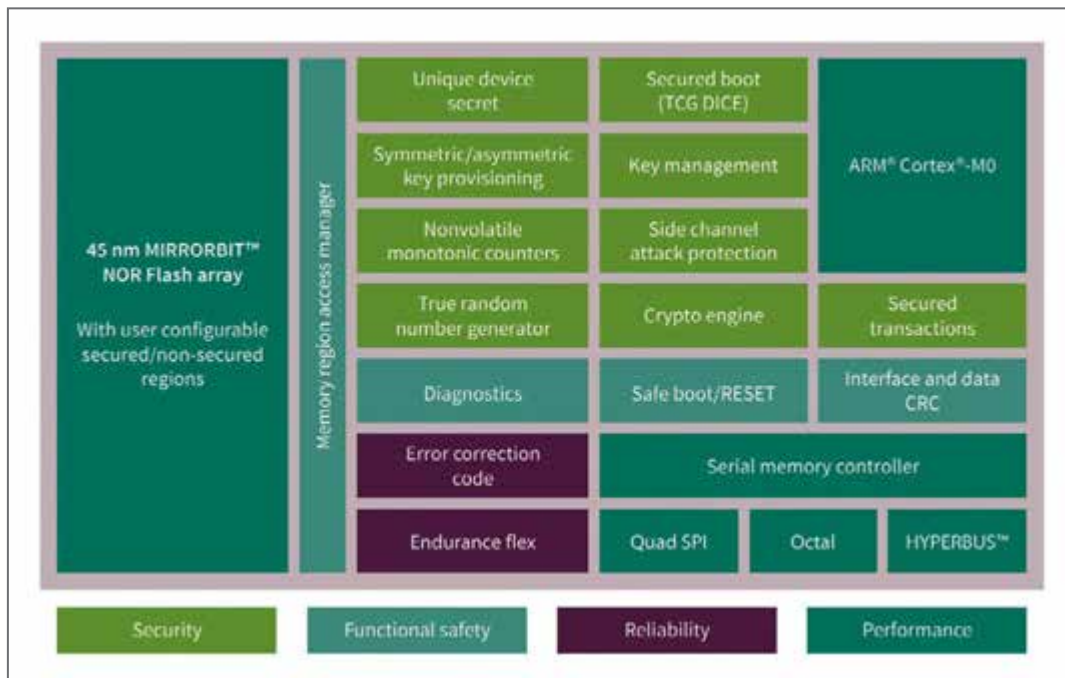 45 nm MIRRORBIT™
NOR Flash array
With user configurable
secured/non-secured
regions
Memory region access manager
Unique device
secret
Secured boot
(TCG DICE)
ARM® Cortex®-M0
Symmetric/asymmetric
key provisioning
Key management
Nonvolatile
monotonic counters
Side channel
attack protection
True random
number generator
Crypto engine
Secured
transactions
Diagnostics
Safe boot/RESET
Interface and data
CRC
Error correction
code
Serial memory controller
Endurance flex
Quad SPI
Octal
HYPERBUS™
Security
Functional safety
Reliability
Performance